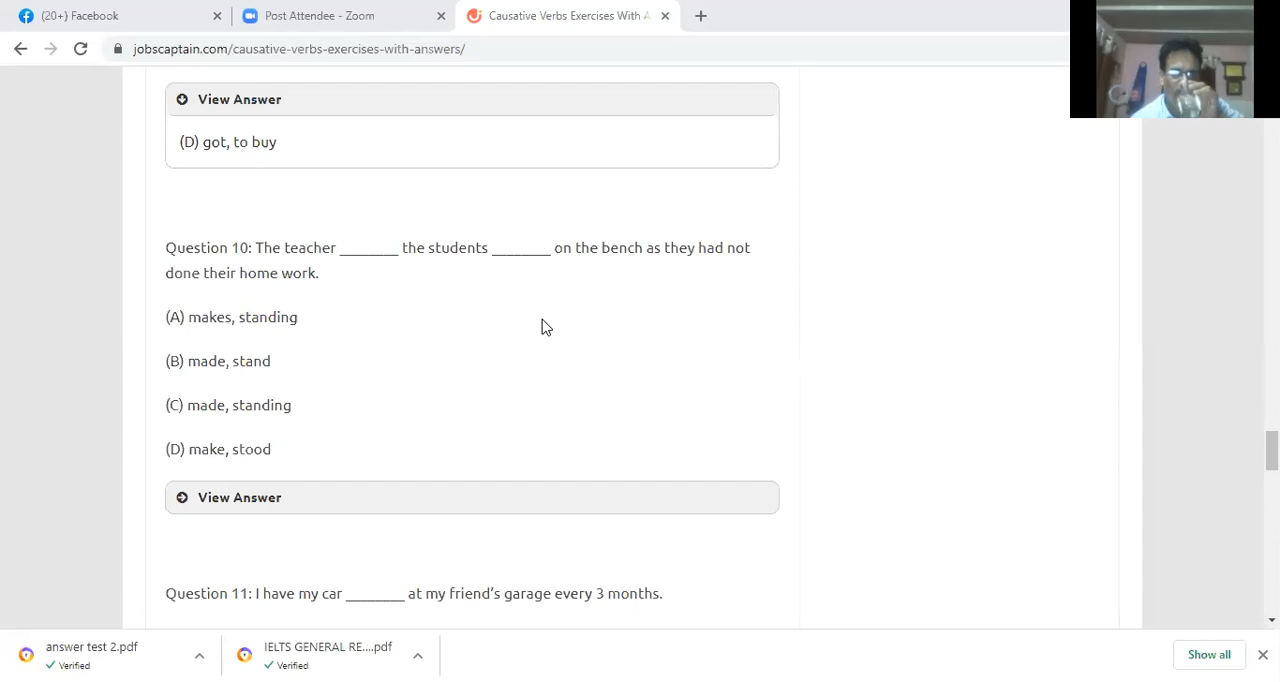 (20+) Facebook
Post Attendee - Zoom
Causative Verbs Exercises With A
jobscaptain.com/causative-verbs-exercises-with-answers/
View Answer
(D) got, to buy
Question 10: The teacher ________ the students ________ on the bench as they had not
done their home work.
(A) makes, standing
(B) made, stand
(C) made, standing
(D) make, stood
View Answer
Question 11: I have my car ________ at my friend’s garage every 3 months.
answer test 2.pdf
Verified
IELTS GENERAL RE....pdf
Verified
Show all